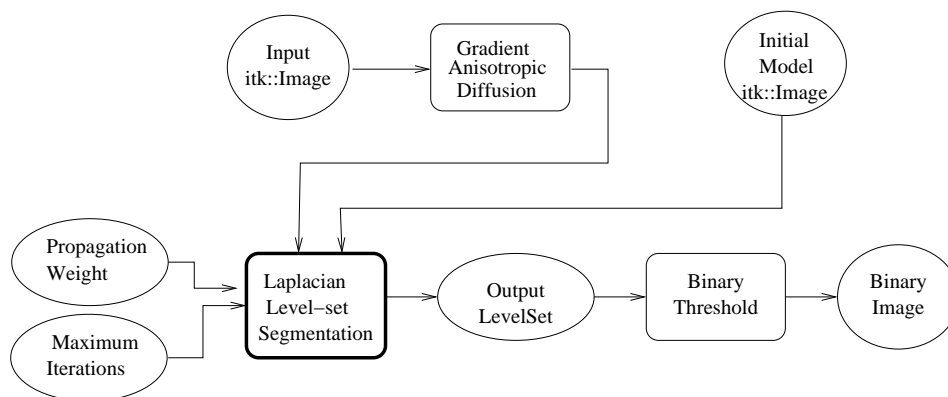 Input
itk::Image
Gradient
Anisotropic
Diffusion
Initial
Model
itk::Image
Propagation
Weight
Maximum
Iterations
Laplacian
Level-set
Segmentation
Output
LevelSet
Binary
Threshold
Binary
Image